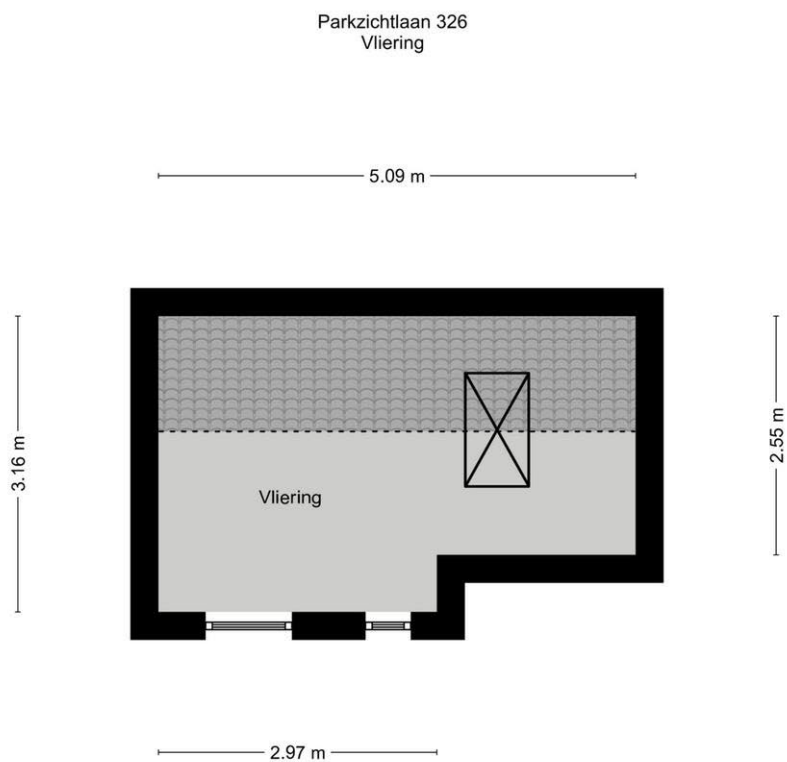 Parkzichtlaan 326
Vliering
5.09 m
3.16 m
2.55 m
Vliering
2.97 m